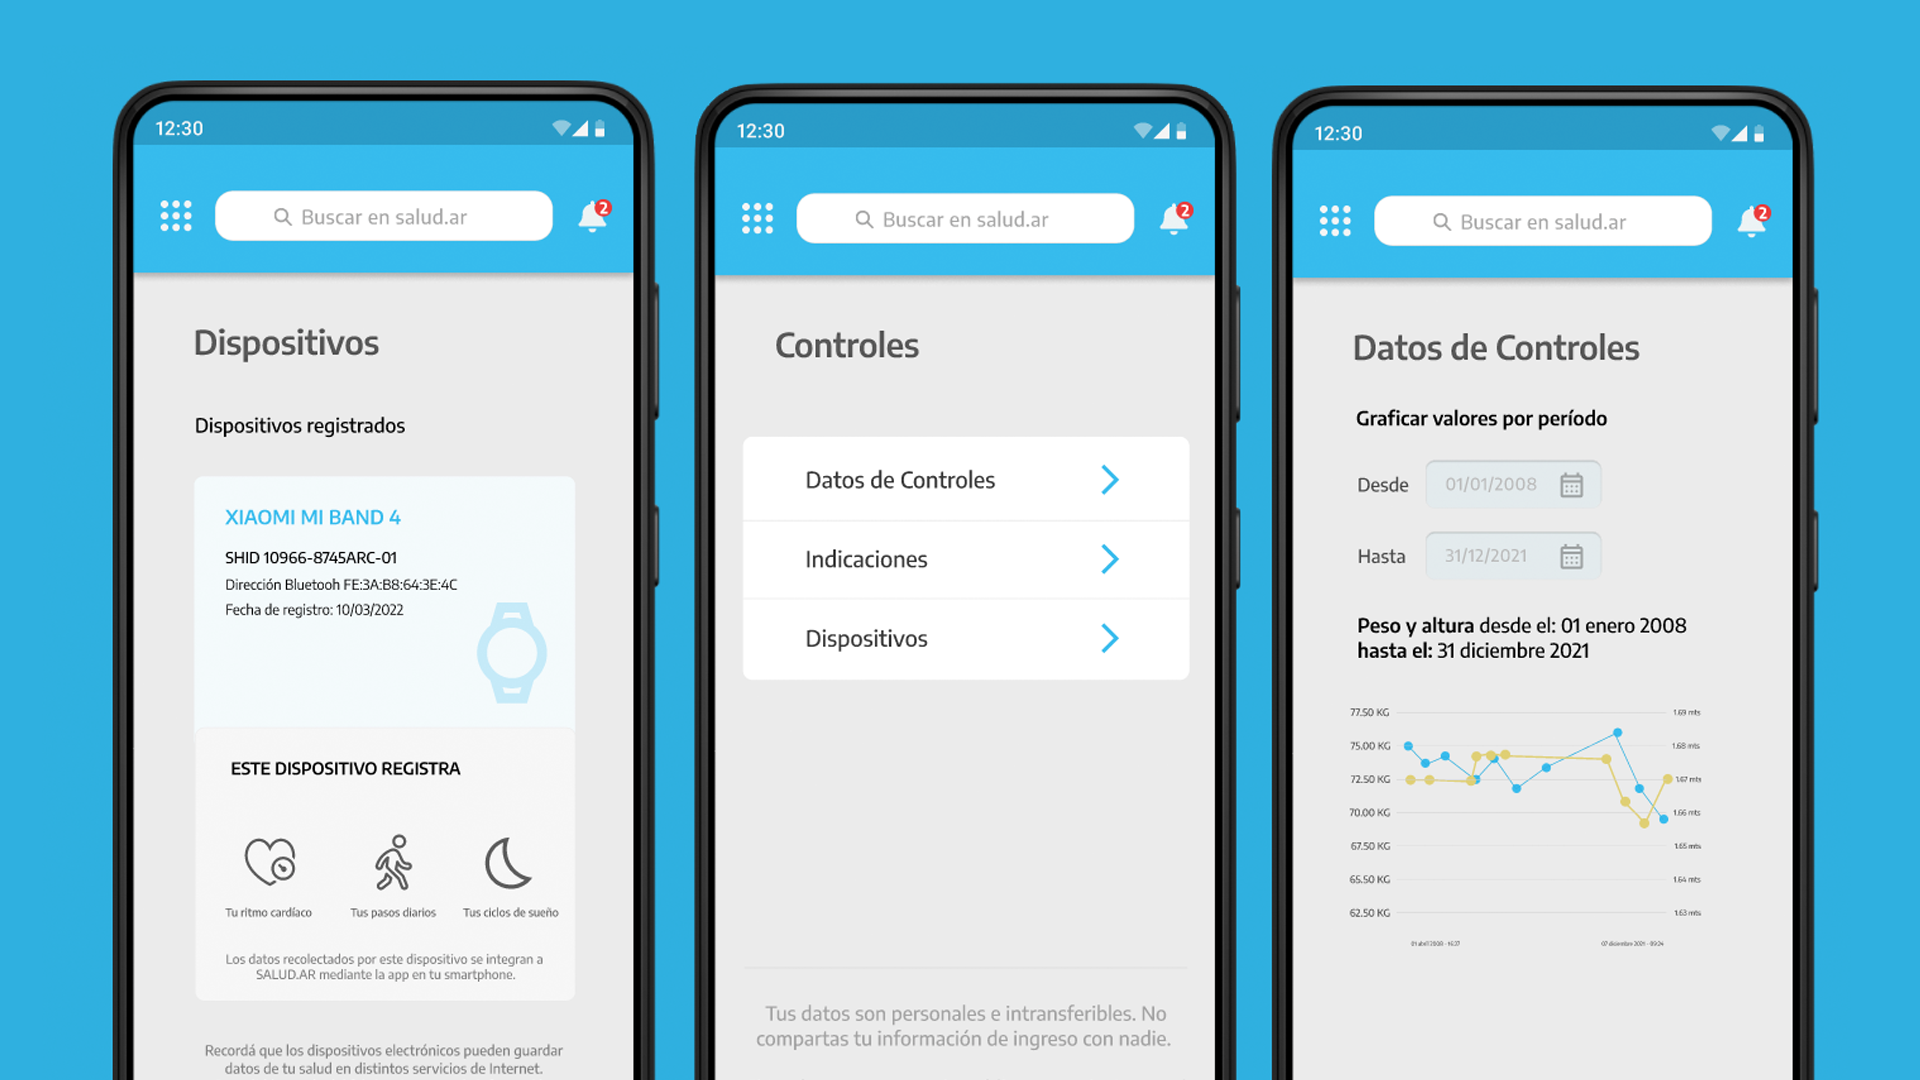 12:30
Buscar en salud.ar
2
Dispositivos
Dispositivos registrados
XIAOMI MI BAND 4
SHID 10966-8745ARC-01
Dirección Bluetooh FE:3A:B8:64:3E:4C
Fecha de registro: 10/03/2022
ESTE DISPOSITIVO REGISTRA
Tu ritmo cardíaco
Tus pasos diarios
Tus ciclos de sueño
Los datos recolectados por este dispositivo se integran a
SALUD.AR mediante la app en tu smartphone.
Recordá que los dispositivos electrónicos pueden guardar
datos de tu salud en distintos servicios de Internet.
12:30
Buscar en salud.ar
2
Controles
Datos de Controles
Indicaciones
Dispositivos
Tus datos son personales e intransferibles. No
compartas tu información de ingreso con nadie.
12:30
Buscar en salud.ar
2
Datos de Controles
Graficar valores por período
Desde 01/01/2008
Hasta 31/12/2021
Peso y altura desde el: 01 enero 2008
hasta el: 31 diciembre 2021
77.50 KG 1.69 mts
75.00 KG 1.68 mts
72.50 KG 1.67 mts
70.00 KG 1.66 mts
67.50 KG 1.65 mts
65.50 KG 1.64 mts
62.50 KG 1.63 mts
01 abril 2008 - 
07 diciembre 2021 - 09:24